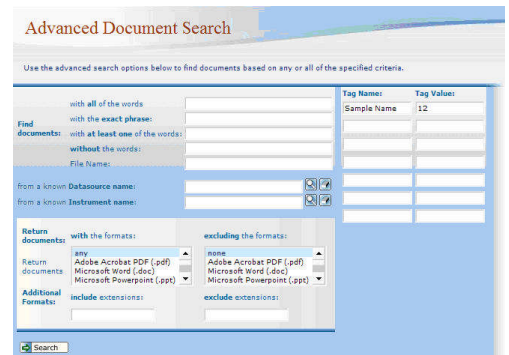 Advanced Document Search
Use the advanced search options below to find documents based on any or all of the specified criteria.
Tag Name: Tag Value:
Sample Name 12
Find documents:
with all of the words
with the exact phrase:
with at least one of the words:
without the words:
File Name:
from a known Datasource name:
from a known Instrument name:
Return documents: with the formats: excluding the formats:
Return documents
any
Adobe Acrobat PDF (.pdf)
Microsoft Word (.doc)
Microsoft Powerpoint (.ppt)
none
Adobe Acrobat PDF (.pdf)
Microsoft Word (.doc)
Microsoft Powerpoint (.ppt)
Additional Formats: include extensions: exclude extensions:
Search